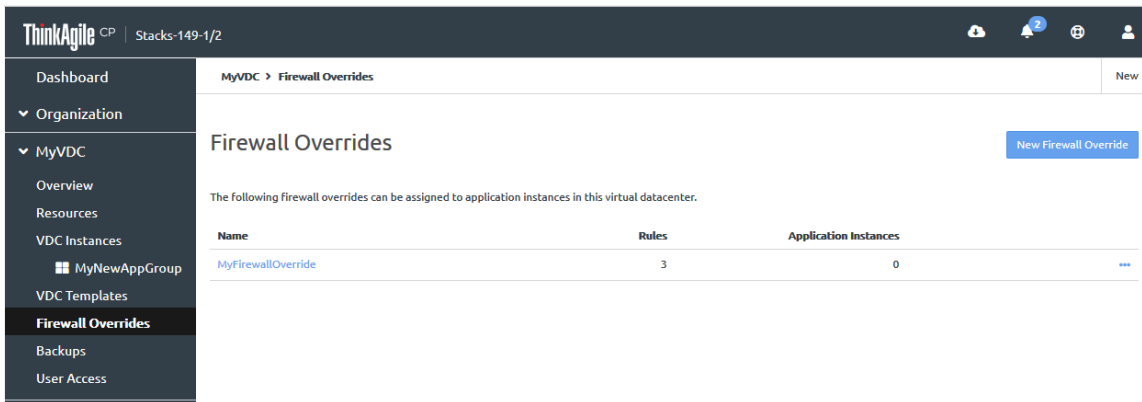 ThinkAgile CP | Stacks-149-1/2
2
Dashboard
Organization
MyVDC
Overview
Resources
VDC Instances
MyNewAppGroup
VDC Templates
Firewall Overrides
Backups
User Access
MyVDC > Firewall Overrides
New
Firewall Overrides
New Firewall Override
The following firewall overrides can be assigned to application instances in this virtual datacenter.
Name Rules Application Instances
MyFirewallOverride 3 0 •••